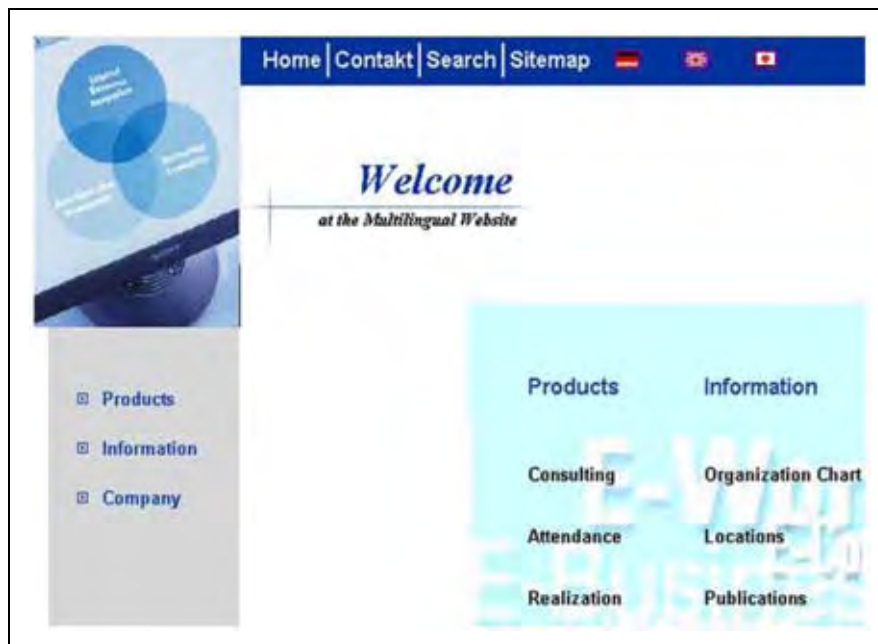 Home Contakt Search Sitemap
Welcome
at the Multilingual Website
Products
Information
Company
Products Information
Consulting Organization Chart
Attendance Locations
Realization Publications